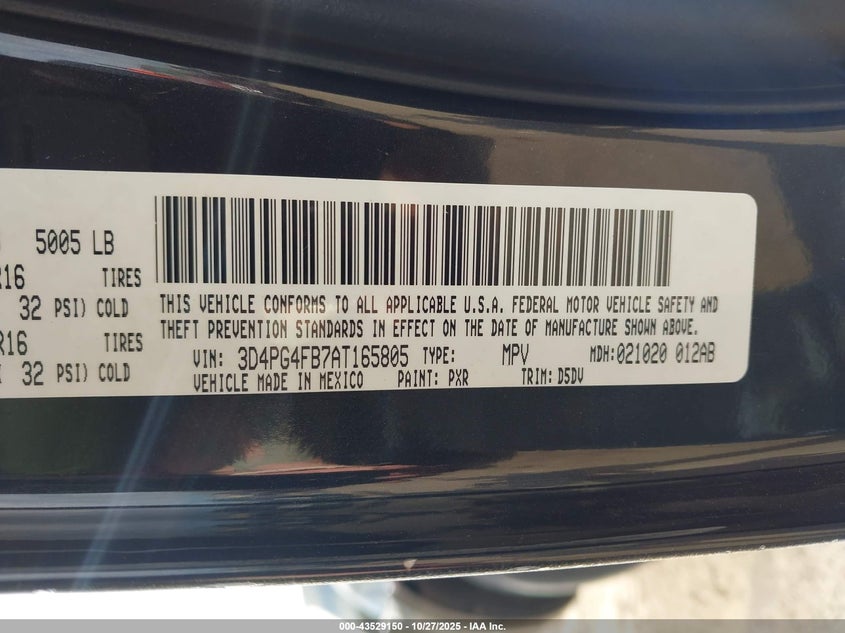 5005 LB
R16 TIRES
32 PSI) COLD
R16 TIRES
32 PSI) COLD
THIS VEHICLE CONFORMS TO ALL APPLICABLE U.S.A. FEDERAL MOTOR VEHICLE SAFETY AND
THEFT PREVENTION STANDARDS IN EFFECT ON THE DATE OF MANUFACTURE SHOWN ABOVE.
VIN: 3D4PG4FB7AT165805 TYPE: MPV MDH:021020 012AB
VEHICLE MADE IN MEXICO PAINT: PXR TRIM: D5DV
000-43529150 | 10/27/2025 - IAA Inc.